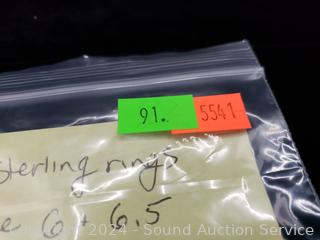 91. 5541
Sterling rings
6 + 6.5
© 2024 - Sound Auction Service